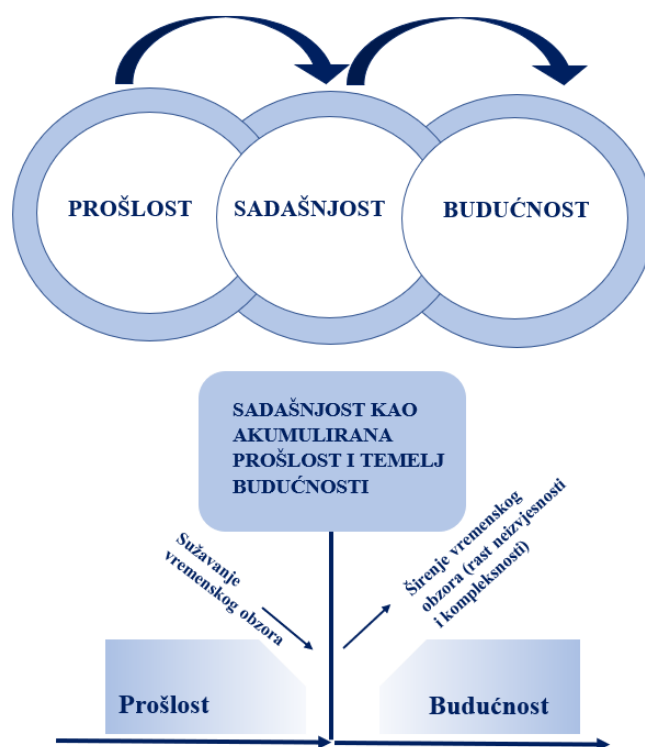 PROŠLOST
SADAŠNJOST
BUDUĆNOST
SADAŠNJOST KAO
AKUMULIRANA
PROŠLOST I TEMELJ
BUDUĆNOSTI
Sužavanje
vremenskog obzora
Širenje vremenskog
obzora (rast neizvjesnosti
i kompleksnosti)
Prošlost
Budućnost